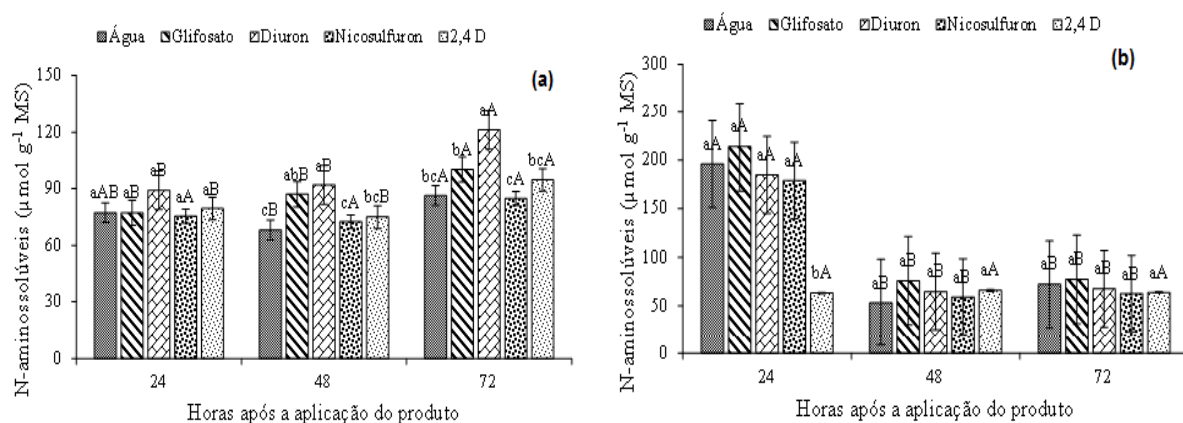 Água Glifosato Diuron Nicosulfuron 2,4 D
(a)
N-aminossolúveis (µmol g⁻¹ MS)
150
120
90
60
30
0
aAB aB aB aA aB
cB abB aB cA bcB
bcA bA aA cA bcA
24 48 72
Horas após a aplicação do produto
Água Glifosato Diuron Nicosulfuron 2,4 D
(b)
N-aminossolúveis (µmol g⁻¹ MS)
300
250
200
150
100
50
0
aA aA aA aA bA
aB aB aB aB aA
aB aB aB aB aA
24 48 72
Horas após a aplicação do produto